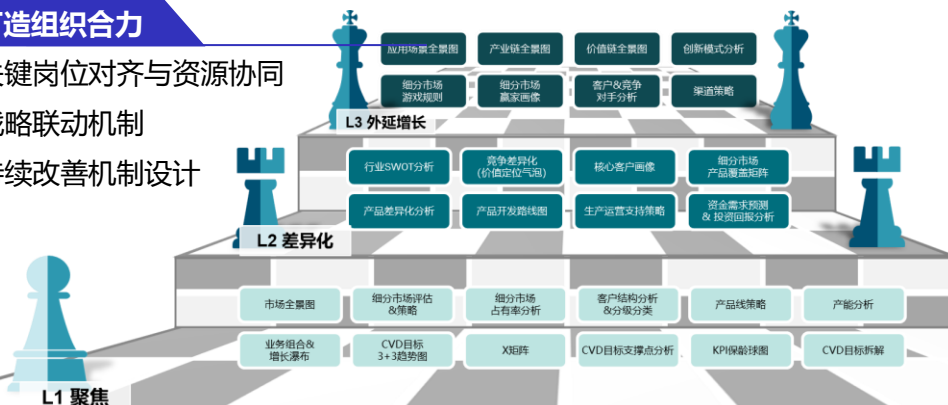 造组织合力
键岗位对齐与资源协同
略联动机制
续改善机制设计
应用场景全景图
产业链全景图
价值链全景图
创新模式分析
细分市场
游戏规则
细分市场
赢家画像
客户&竞争
对手分析
渠道策略
L3 外延增长
行业SWOT分析
竞争差异化
(价值定位气泡)
核心客户画像
细分市场
产品覆盖矩阵
产品差异化分析
产品开发路线图
生产运营支持策略
资金需求预测
& 投资回报分析
L2 差异化
市场全景图
细分市场评估
&策略
细分市场
占有率分析
客户结构分析
&分级分类
产品线策略
产能分析
业务组合&
增长瀑布
CVD目标
3+3趋势图
X矩阵
CVD目标支撑点分析
KPI保龄球图
CVD目标拆解
L1 聚焦